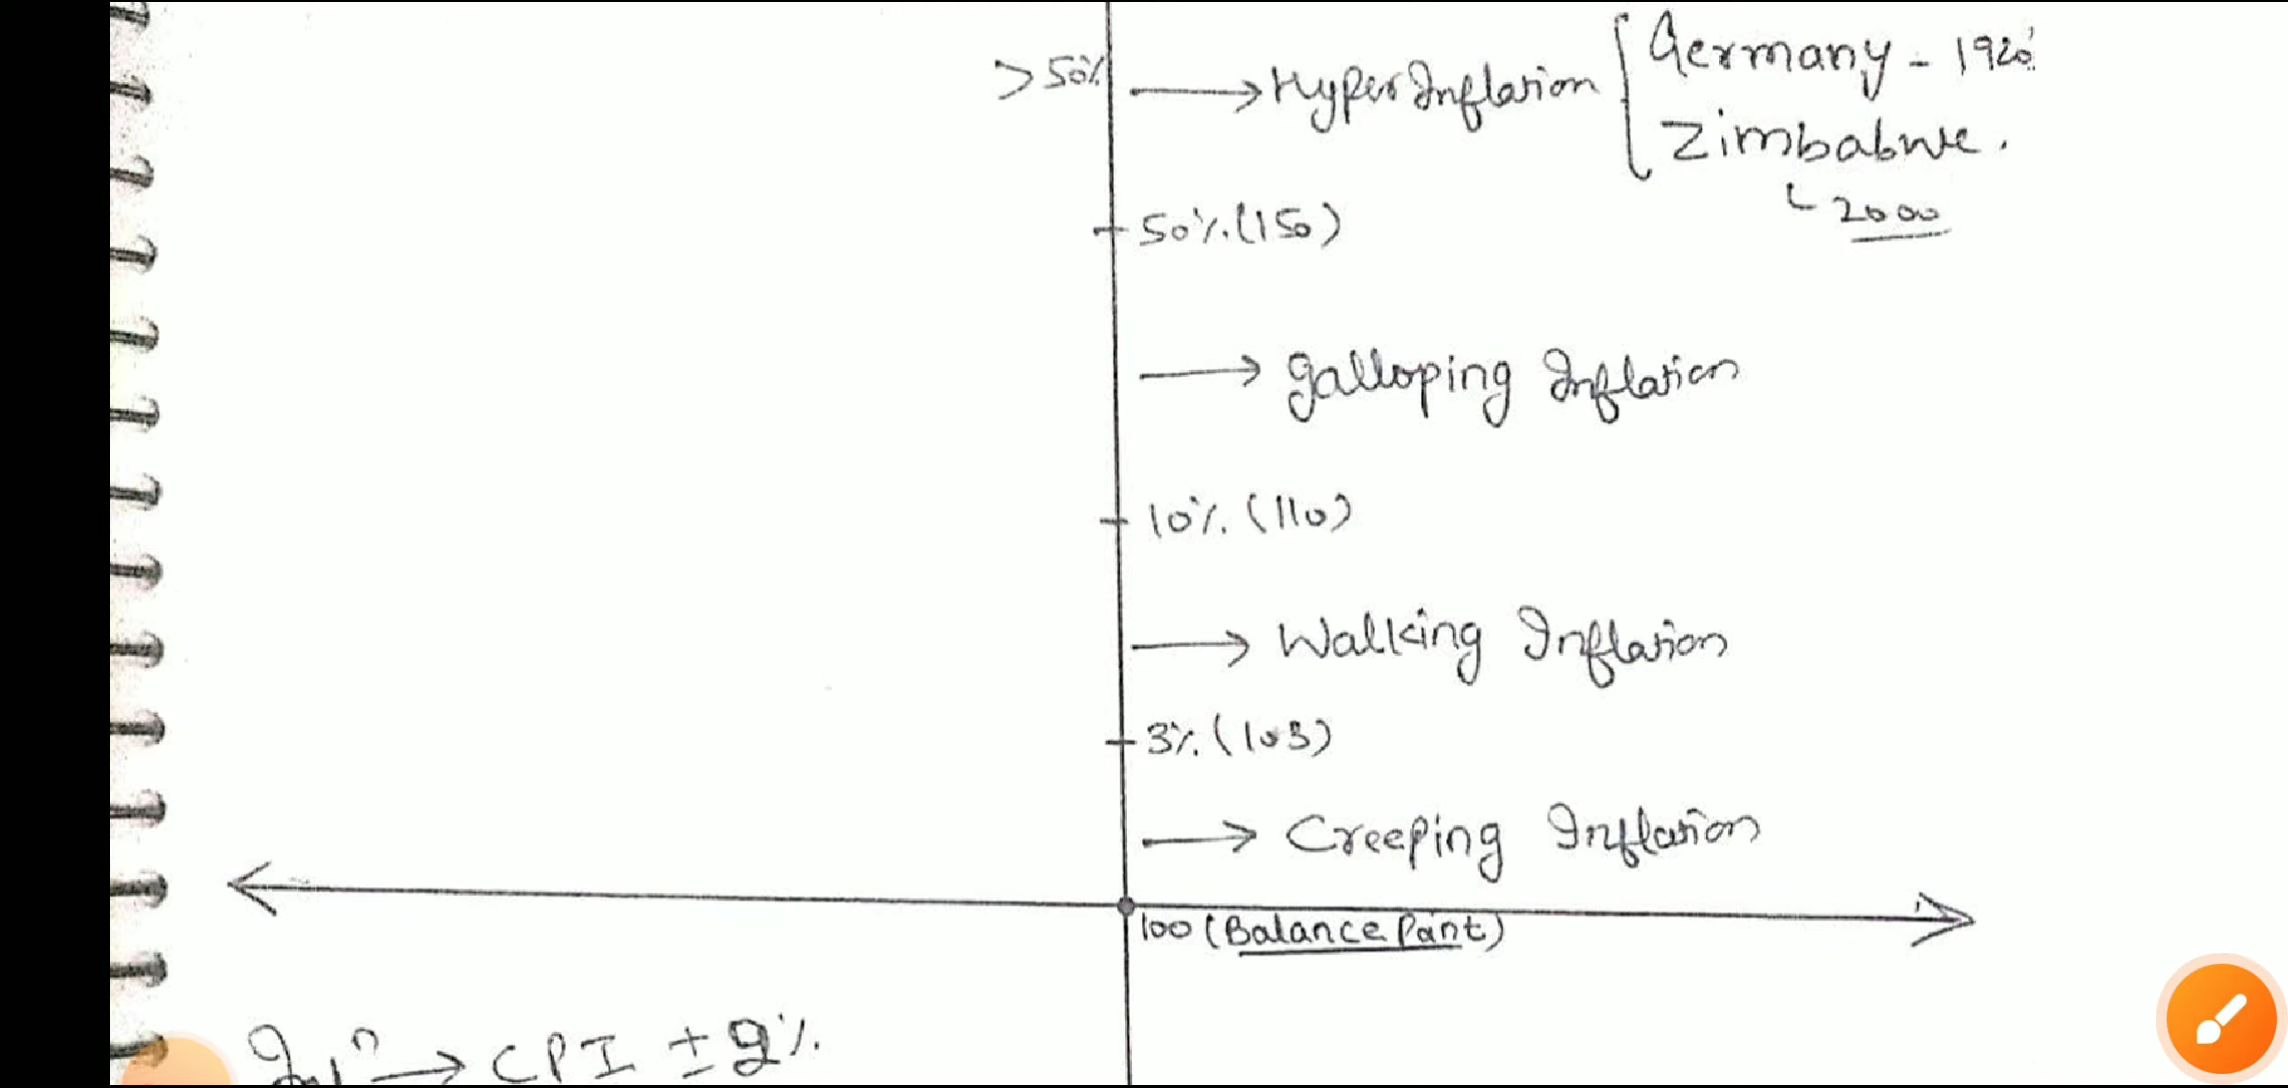 >50% → Hyper Inflation { Germany - 1920
Zimbabwe.
↳ 2000
50% (150)
→ galloping Inflation
10% (110)
→ Walking Inflation
3% (103)
→ Creeping Inflation
100 (Balance Point)
→ CPI ± 2%